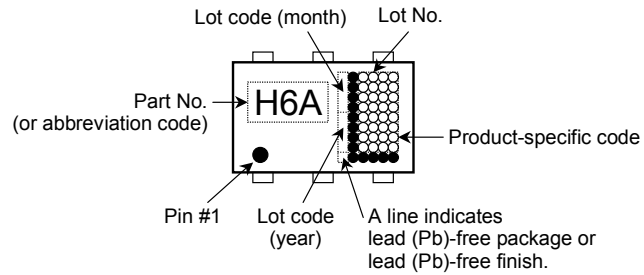 Lot code (month)
Lot No.
Part No.
(or abbreviation code)
H6A
Product-specific code
Pin #1
Lot code
(year)
A line indicates
lead (Pb)-free package or
lead (Pb)-free finish.